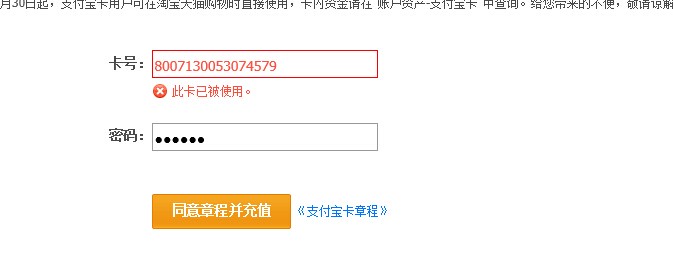 月30日起，支付宝卡用户可在淘宝天猫购物时直接使用，卡内资金请在"账户资产-支付宝卡"中查询。给您带来的不便，敬请谅解
卡号：8007130053074579
此卡已被使用。
密码：••••••
同意章程并充值《支付宝卡章程》